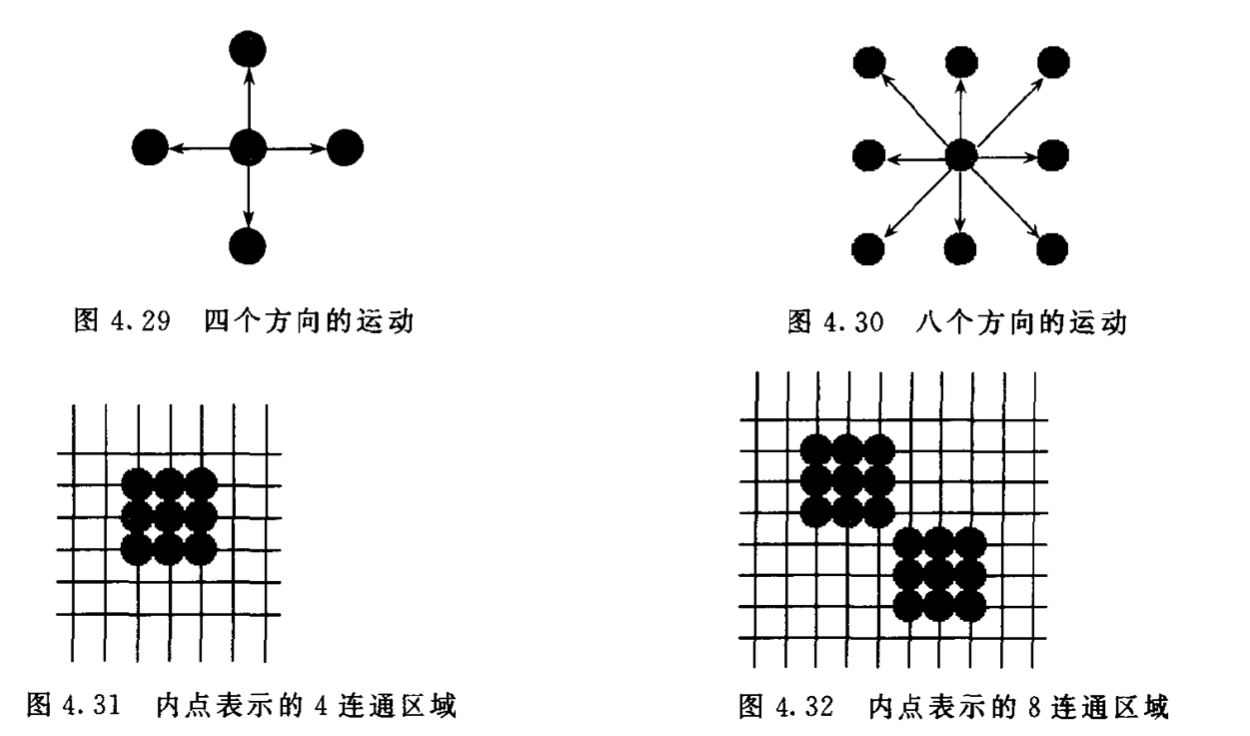 图 4.29 四个方向的运动
图 4.30 八个方向的运动
图 4.31 内点表示的 4 连通区域
图 4.32 内点表示的 8 连通区域